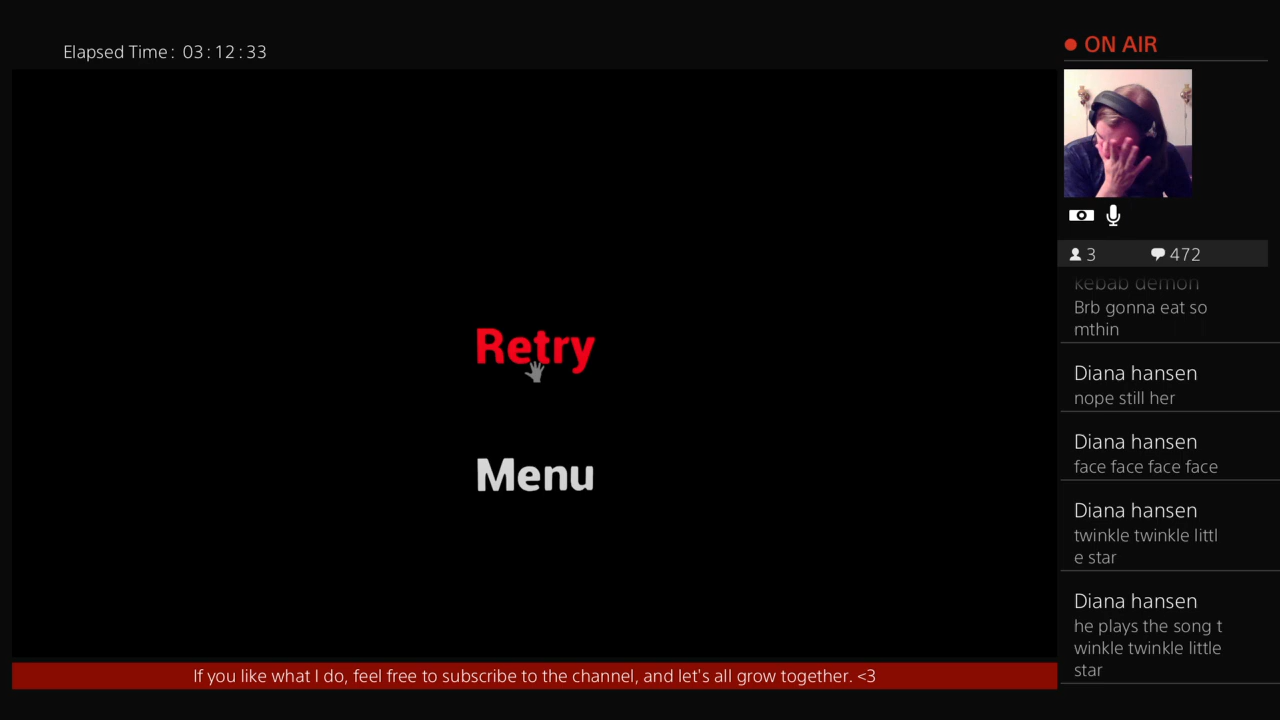 Elapsed Time: 03:12:33
ON AIR
3 472
kebab demon
Brb gonna eat so
mthin
Diana hansen
nope still her
Diana hansen
face face face face
Diana hansen
twinkle twinkle littl
e star
Diana hansen
he plays the song t
winkle twinkle little
star
Retry
Menu
If you like what I do, feel free to subscribe to the channel, and let's all grow together. <3